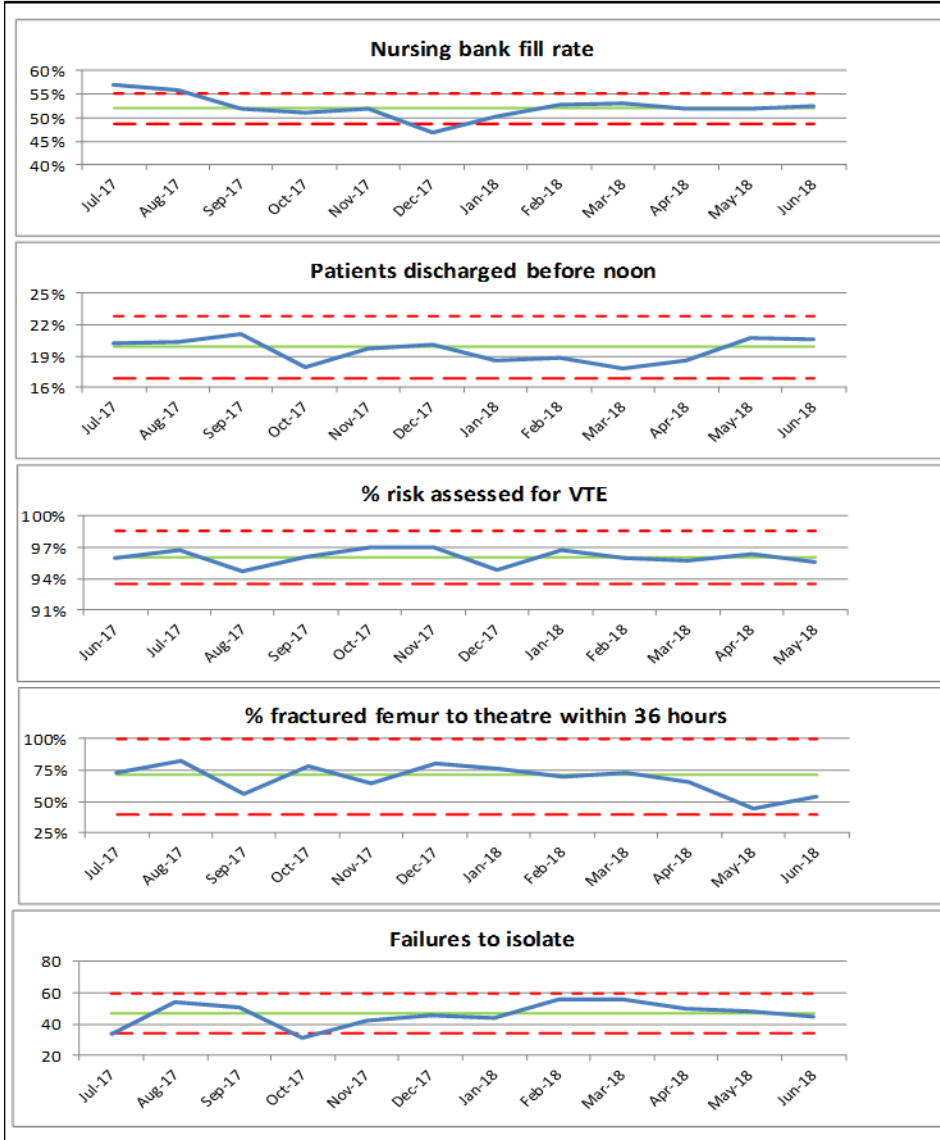 Nursing bank fill rate
60%
55%
50%
45%
40%
Jul-17 Aug-17 Sep-17 Oct-17 Nov-17 Dec-17 Jan-18 Feb-18 Mar-18 Apr-18 May-18 Jun-18
Patients discharged before noon
25%
22%
19%
16%
Jul-17 Aug-17 Sep-17 Oct-17 Nov-17 Dec-17 Jan-18 Feb-18 Mar-18 Apr-18 May-18 Jun-18
% risk assessed for VTE
100%
97%
94%
91%
Jun-17 Jul-17 Aug-17 Sep-17 Oct-17 Nov-17 Dec-17 Jan-18 Feb-18 Mar-18 Apr-18 May-18
% fractured femur to theatre within 36 hours
100%
75%
50%
25%
Jul-17 Aug-17 Sep-17 Oct-17 Nov-17 Dec-17 Jan-18 Feb-18 Mar-18 Apr-18 May-18 Jun-18
Failures to isolate
80
60
40
20
Jul-17 Aug-17 Sep-17 Oct-17 Nov-17 Dec-17 Jan-18 Feb-18 Mar-18 Apr-18 May-18 Jun-18